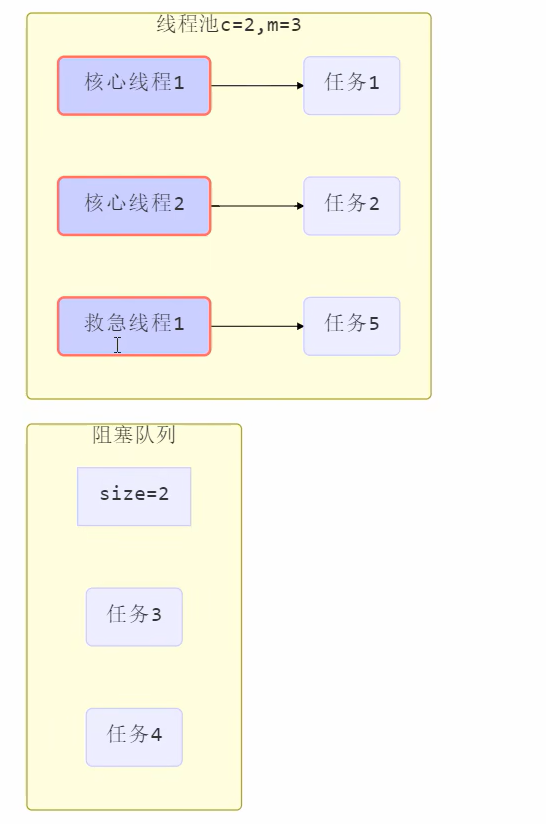 线程池c=2,m=3
核心线程1
任务1
核心线程2
任务2
救急线程1
任务5
阻塞队列
size=2
任务3
任务4